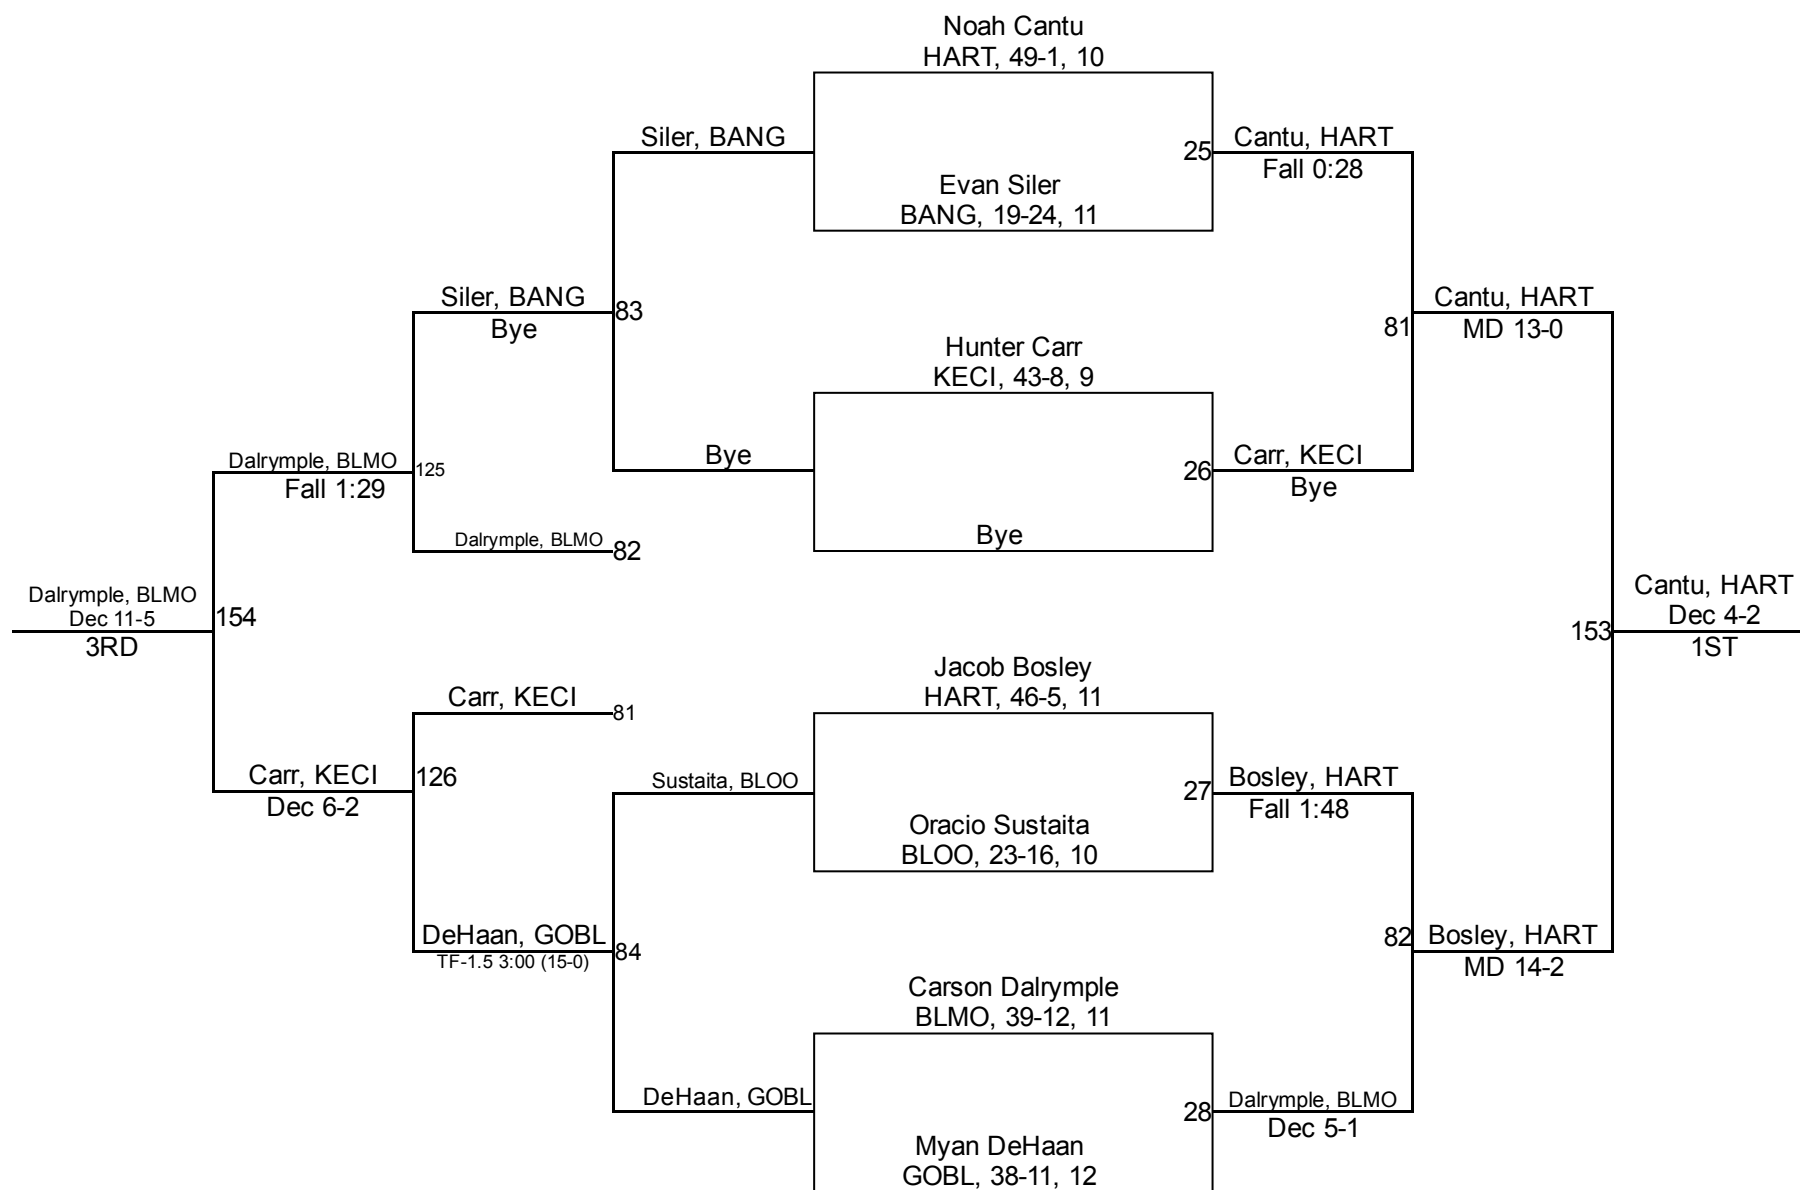 Noah Cantu
HART, 49-1, 10
Siler, BANG
25
Cantu, HART
Fall 0:28
Evan Siler
BANG, 19-24, 11
Siler, BANG
Bye
83
Cantu, HART
MD 13-0
81
Hunter Carr
KECI, 43-8, 9
Dalrymple, BLMO
Fall 1:29
125
Bye
26
Carr, KECI
Bye
Dalrymple, BLMO
82
Bye
Dalrymple, BLMO
Dec 11-5
3RD
154
153
Cantu, HART
Dec 4-2
1ST
Jacob Bosley
HART, 46-5, 11
Carr, KECI
81
Carr, KECI
Dec 6-2
126
Sustaita, BLOO
27
Bosley, HART
Fall 1:48
Oracio Sustaita
BLOO, 23-16, 10
DeHaan, GOBL
TF-1.5 3:00 (15-0)
84
82
Bosley, HART
MD 14-2
Carson Dalrymple
BLMO, 39-12, 11
DeHaan, GOBL
28
Dalrymple, BLMO
Dec 5-1
Myan DeHaan
GOBL, 38-11, 12